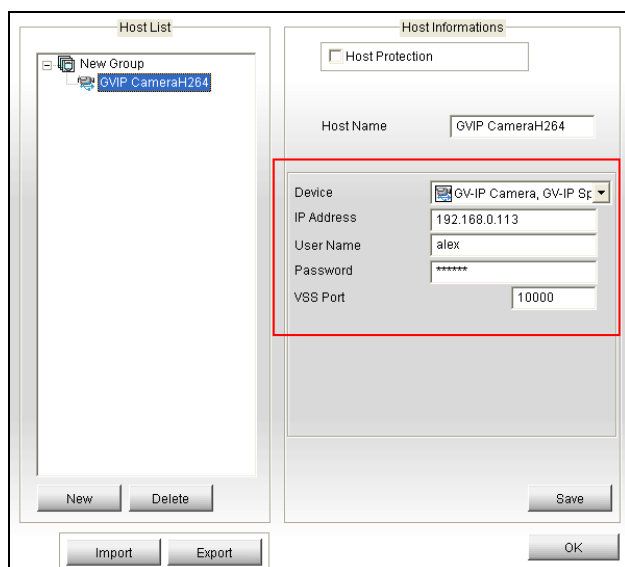 Host List
New Group
GVIP CameraH264
New
Delete
Import
Export
Host Informations
Host Protection
Host Name
GVIP CameraH264
Device
GV-IP Camera, GV-IP Sp
IP Address
192.168.0.113
User Name
alex
Password
******
VSS Port
10000
Save
OK